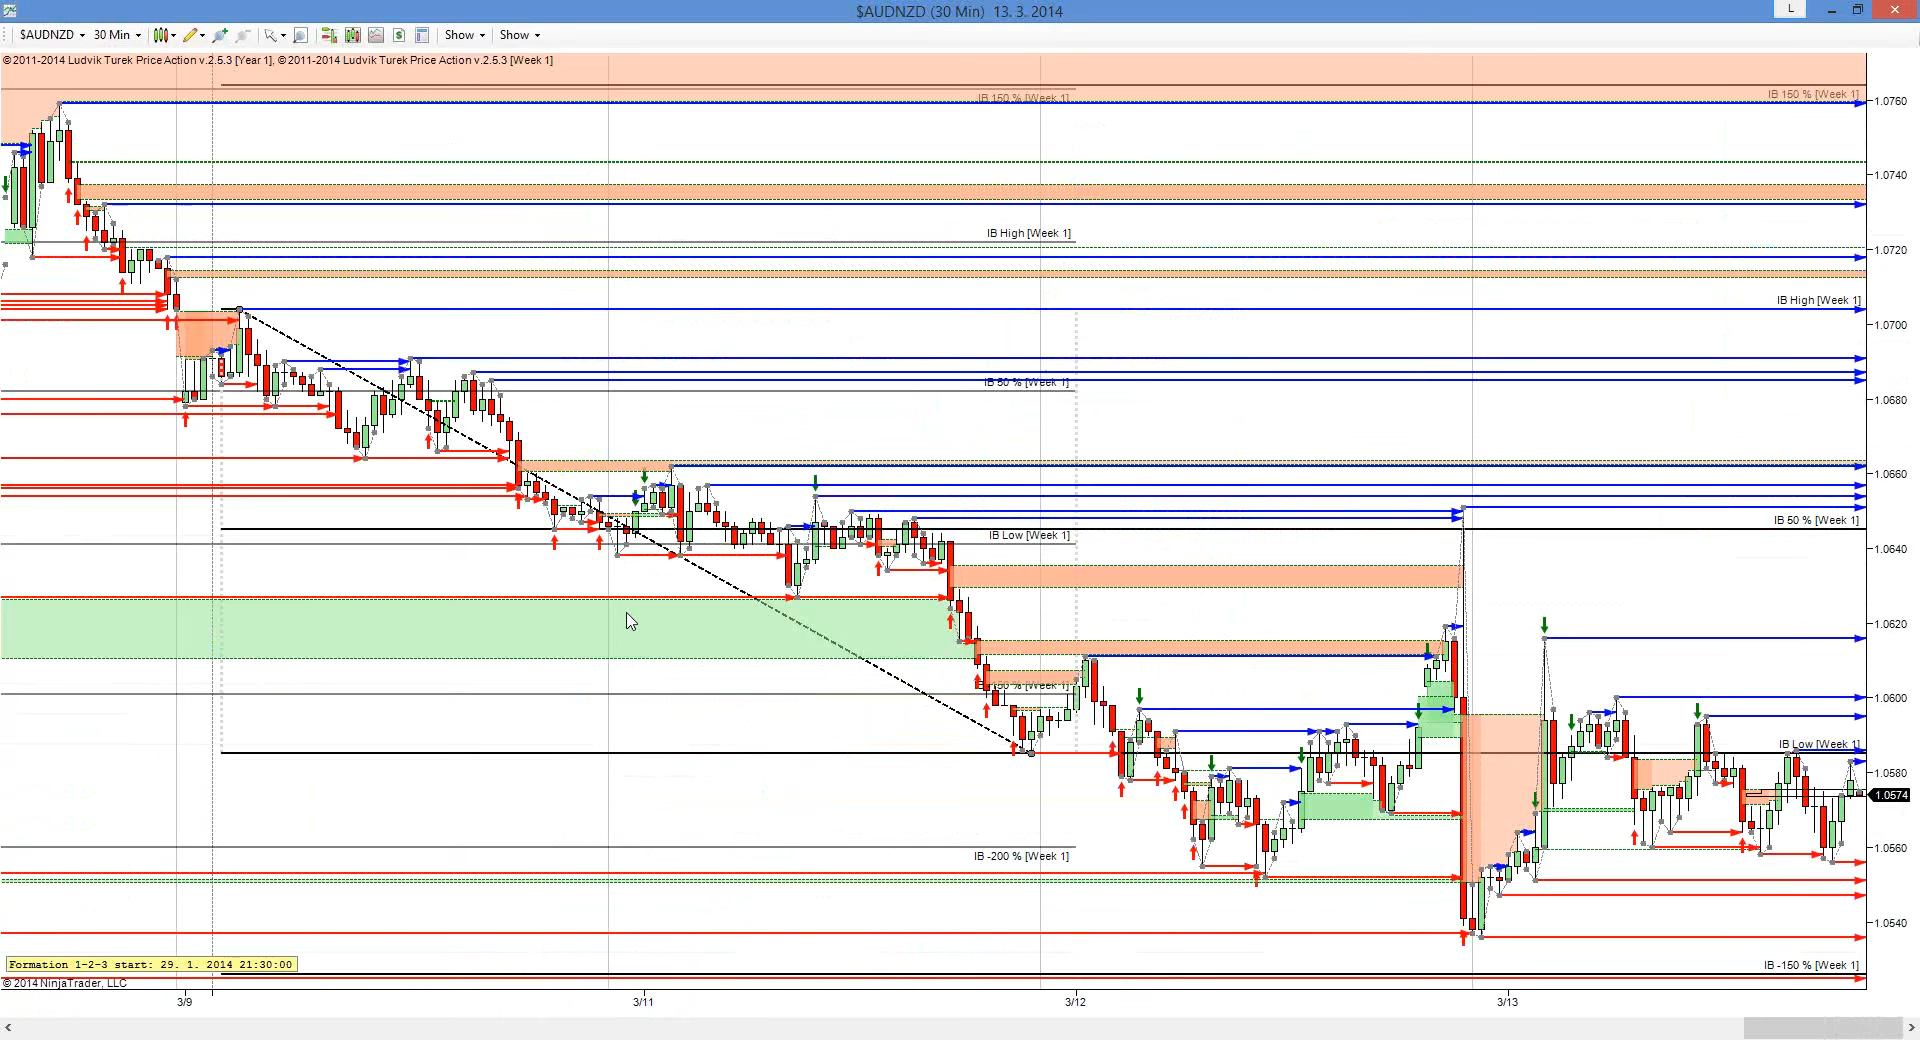 $AUDNZD (30 Min)  13. 3. 2014
L
$AUDNZD
30 Min
$
Show
Show
©2011-2014 Ludvik Turek Price Action v.2.5.3 [Year 1], ©2011-2014 Ludvik Turek Price Action v.2.5.3 [Week 1]
IB 150 % [Week 1]
IB 150 % [Week 1]
1.0760
1.0740
IB High [Week 1]
1.0720
IB High [Week 1]
1.0700
IB 50 % [Week 1]
1.0680
1.0660
IB 50 % [Week 1]
IB Low [Week 1]
1.0640
1.0620
% [Week 1]
1.0600
IB Low [Week 1]
1.0580
1.0574
IB -200 % [Week 1]
1.0560
1.0540
Formation 1-2-3 start: 29. 1. 2014 21:30:00
IB -150 % [Week 1]
© 2014 NinjaTrader, LLC
3/9
3/11
3/12
3/13